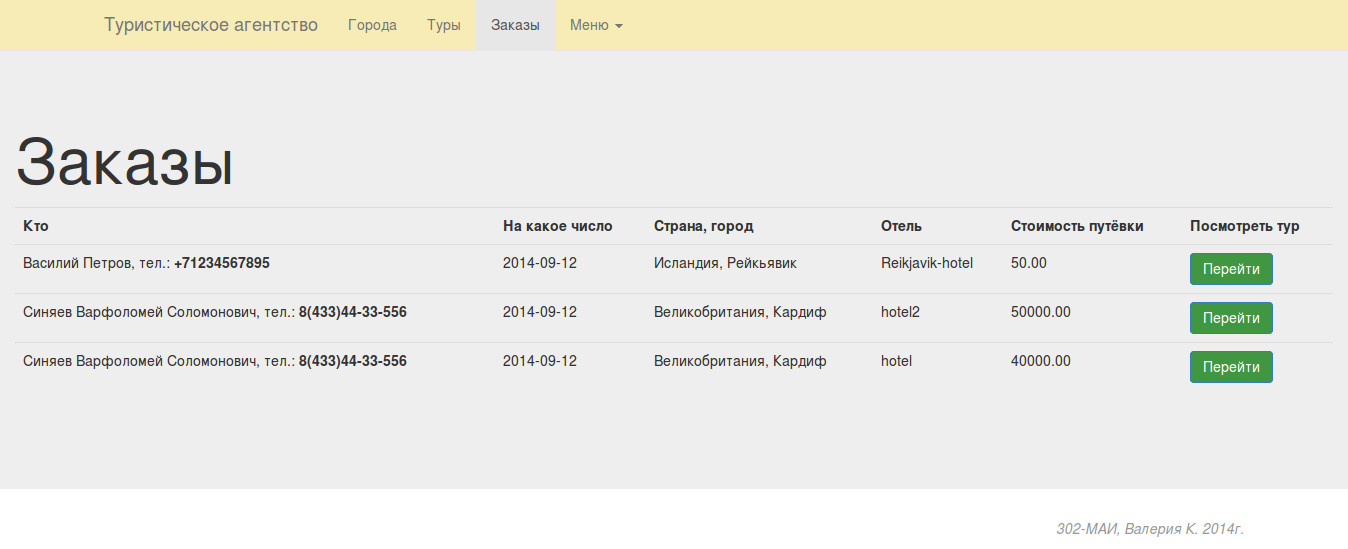 Туристическое агентство Города Туры Заказы Меню
Заказы
Кто На какое число Страна, город Отель Стоимость путёвки Посмотреть тур
Василий Петров, тел.: +71234567895 2014-09-12 Исландия, Рейкьявик Reikjavik-hotel 50.00 Перейти
Синяев Варфоломей Соломонович, тел.: 8(433)44-33-556 2014-09-12 Великобритания, Кардиф hotel2 50000.00 Перейти
Синяев Варфоломей Соломонович, тел.: 8(433)44-33-556 2014-09-12 Великобритания, Кардиф hotel 40000.00 Перейти
302-МАИ, Валерия К. 2014г.